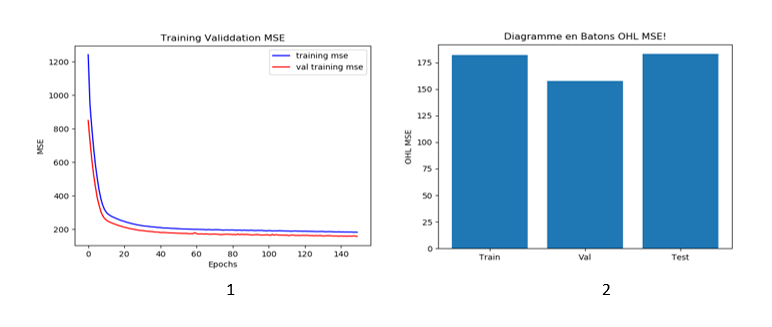 Training Validdation MSE
training mse
val training mse
1200
1000
800
600
400
200
MSE
0 20 40 60 80 100 120 140
Epochs
1
Diagramme en Batons OHL MSE!
175
150
125
100
75
50
25
0
OHL MSE
Train Val Test
2